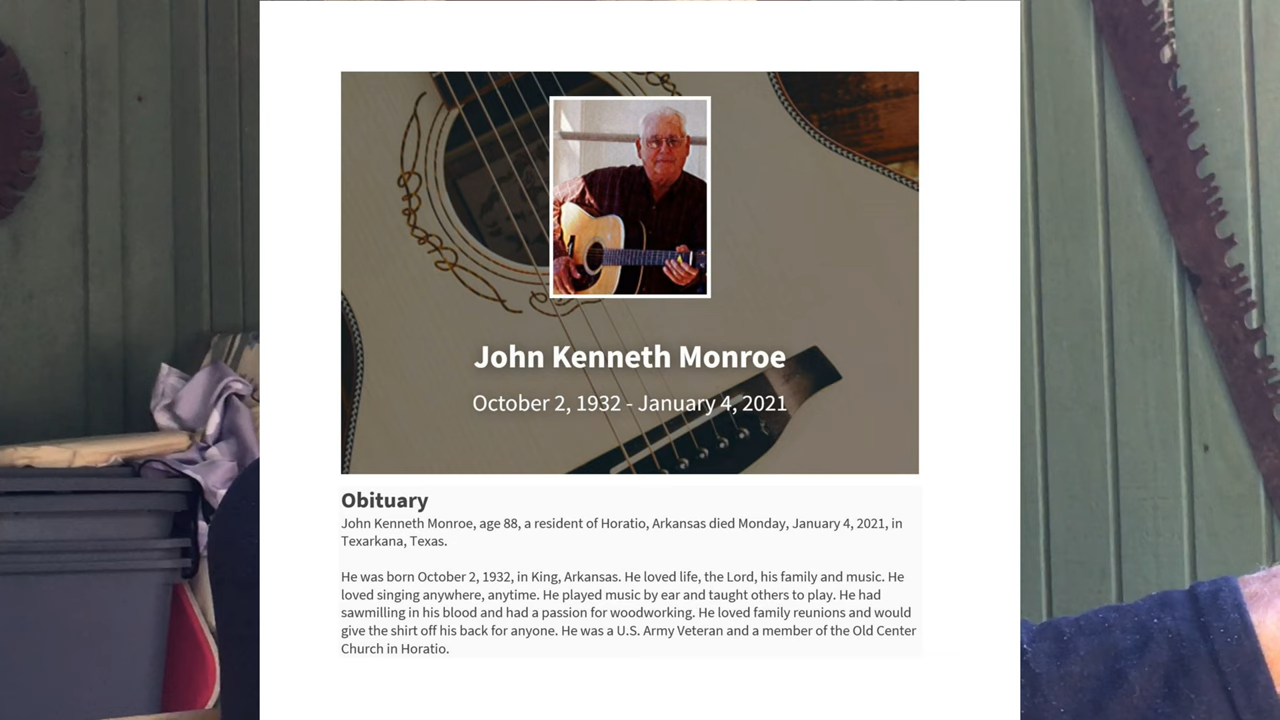 John Kenneth Monroe
October 2, 1932 - January 4, 2021
Obituary
John Kenneth Monroe, age 88, a resident of Horatio, Arkansas died Monday, January 4, 2021, in
Texarkana, Texas.
He was born October 2, 1932, in King, Arkansas. He loved life, the Lord, his family and music. He
loved singing anywhere, anytime. He played music by ear and taught others to play. He had
sawmilling in his blood and had a passion for woodworking. He loved family reunions and would
give the shirt off his back for anyone. He was a U.S. Army Veteran and a member of the Old Center
Church in Horatio.